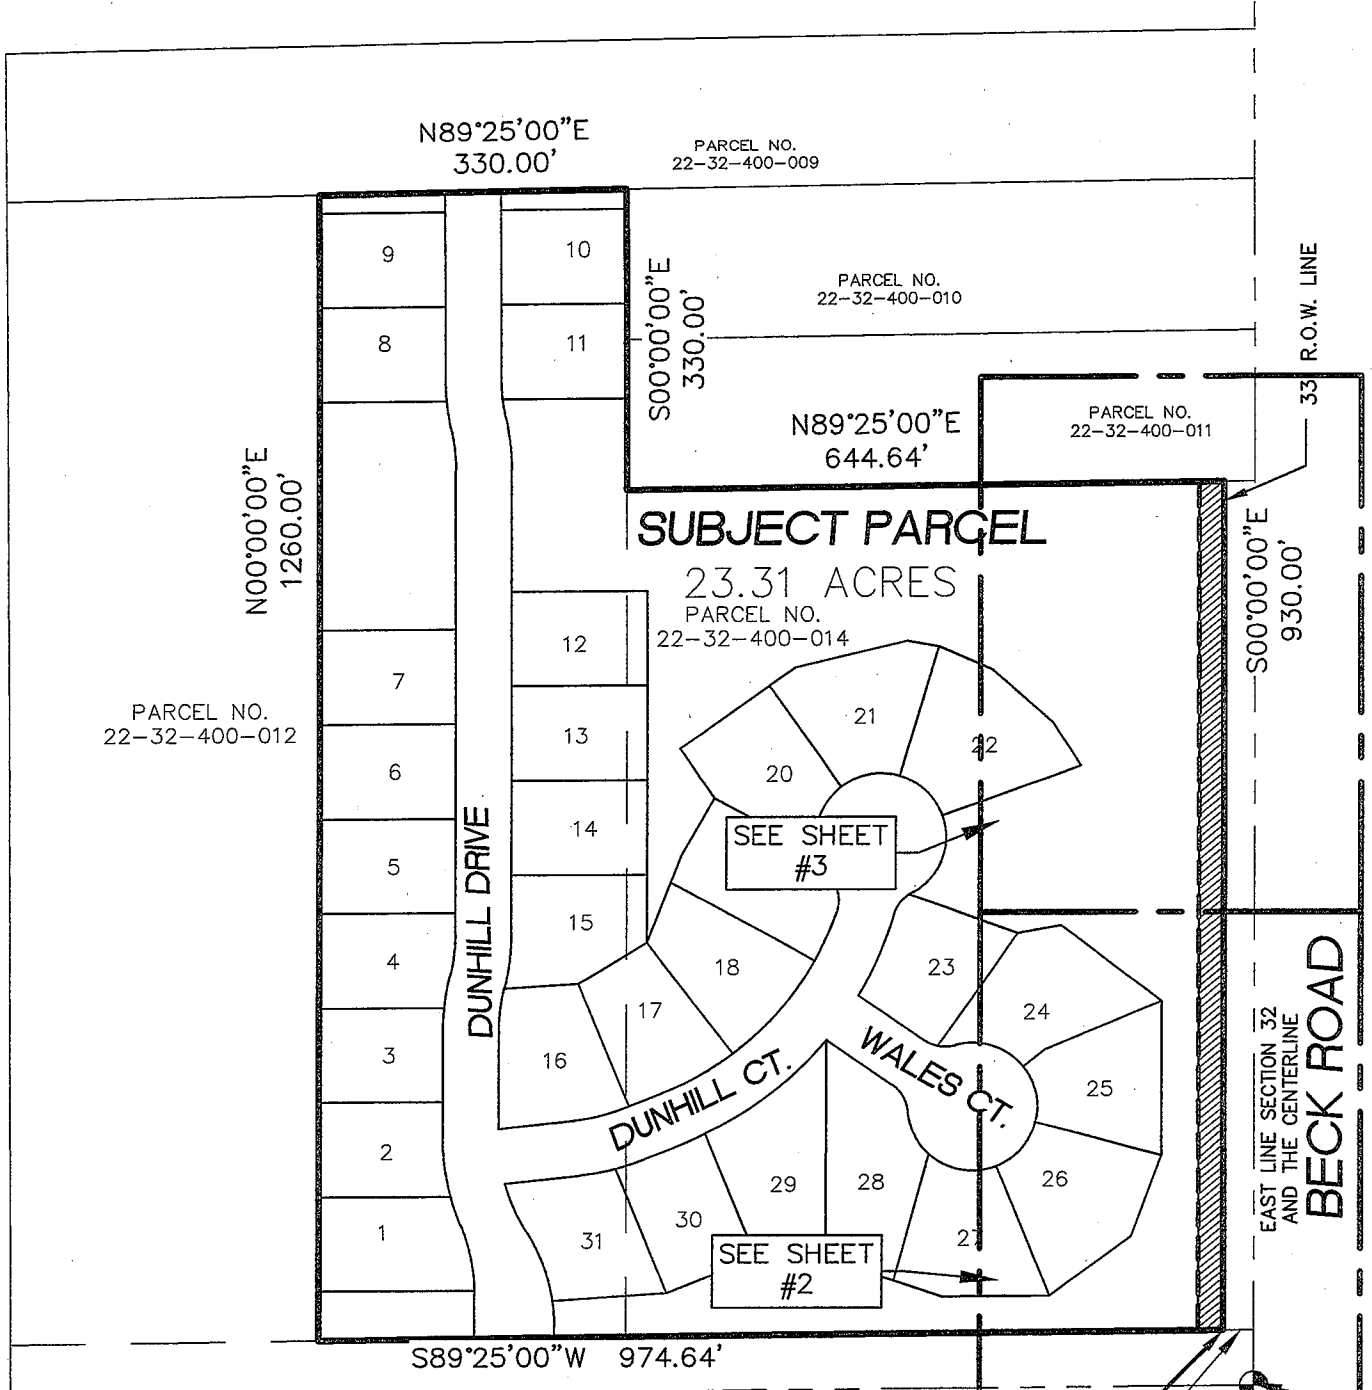 N89°25'00"E
330.00'
PARCEL NO.
22-32-400-009
9
10
PARCEL NO.
22-32-400-010
S00°00'00"E
330.00'
33' R.O.W. LINE
8
11
PARCEL NO.
22-32-400-011
N89°25'00"E
644.64'
N00°00'00"E
1260.00'
SUBJECT PARCEL
23.31 ACRES
PARCEL NO.
22-32-400-014
S00°00'00"E
930.00'
12
7
PARCEL NO.
22-32-400-012
13
21
22
6
20
14
SEE SHEET
#3
5
DUNHILL DRIVE
15
4
18
23
17
24
3
16
WALES CT.
25
DUNHILL CT.
EAST LINE SECTION 32
AND THE CENTERLINE
BECK ROAD
2
29
28
26
1
31
30
27
SEE SHEET
#2
S89°25'00"W 974.64'